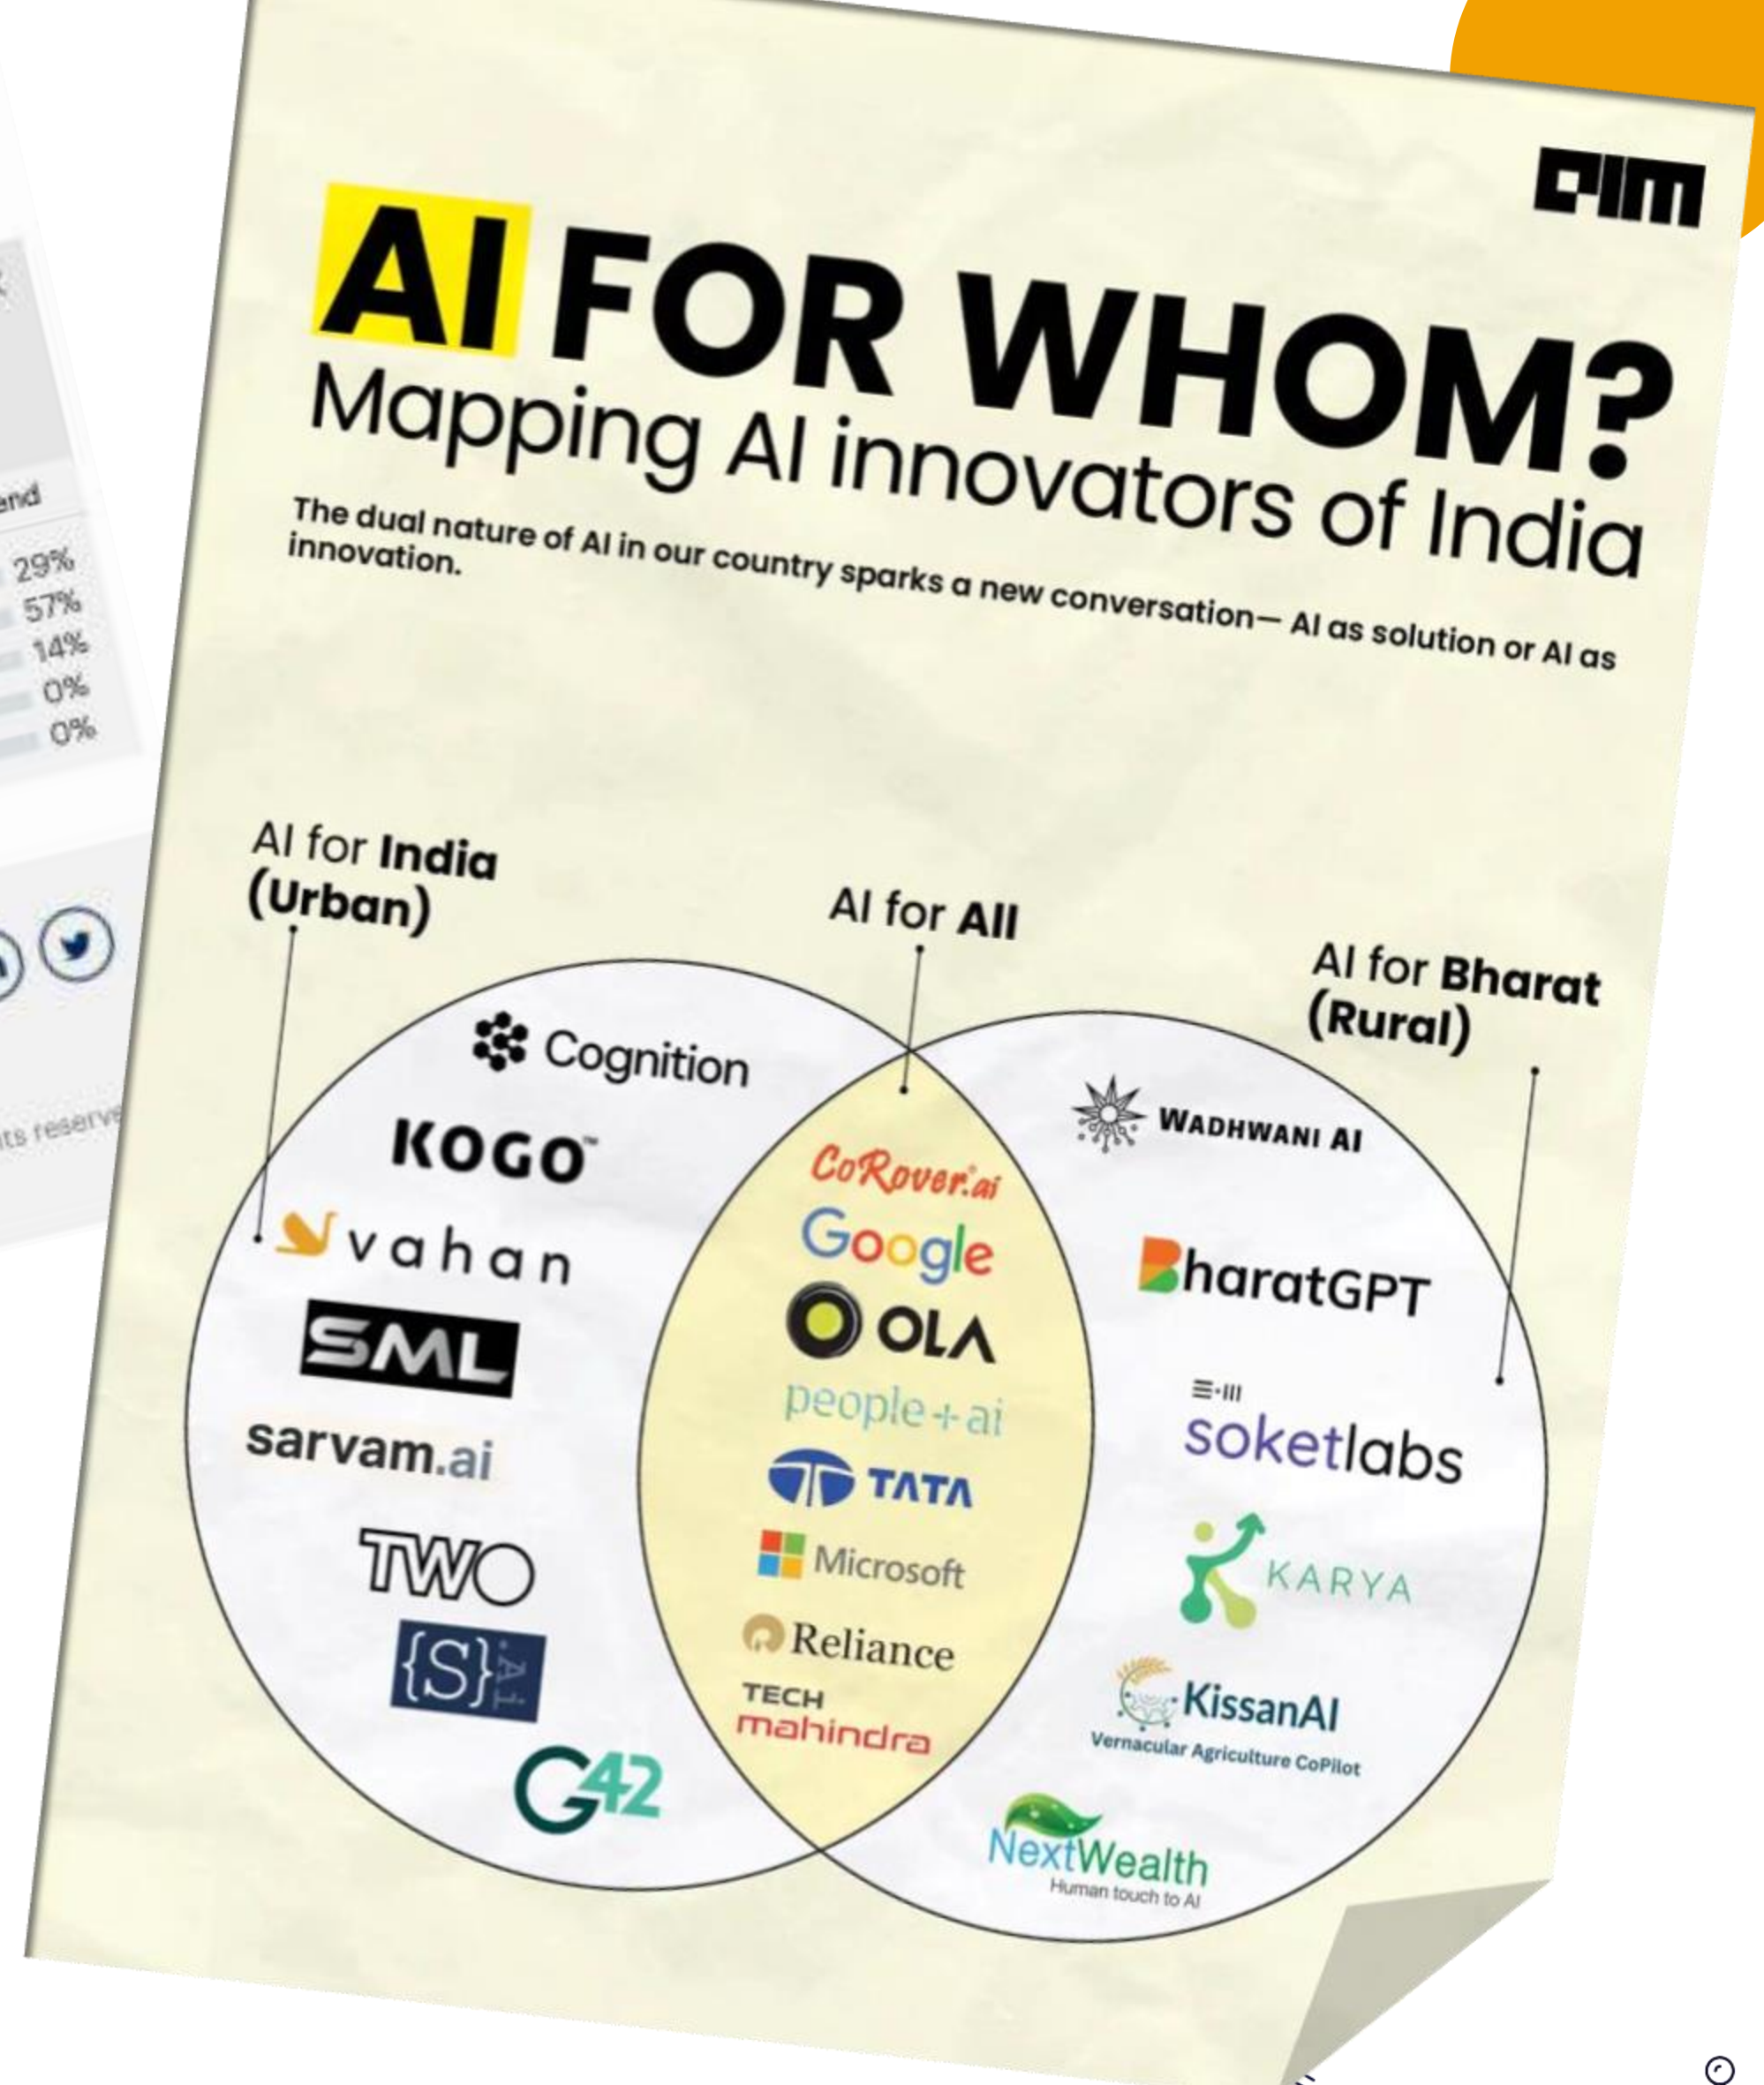 AIM
AI FOR WHOM?
Mapping AI innovators of India
The dual nature of AI in our country sparks a new conversation— AI as solution or AI as
innovation.
29%
57%
14%
0%
0%
AI for India
(Urban)
AI for All
AI for Bharat
(Rural)
Cognition
KOGO™
vahan
SML
sarvam.ai
TWO
{S}.Ai
G42
CoRover.ai
Google
OLA
people+ai
TATA
Microsoft
Reliance
TECH
mahindra
WADHWANI AI
BharatGPT
soketlabs
KARYA
KissanAI
Vernacular Agriculture CoPilot
NextWealth
Human touch to AI